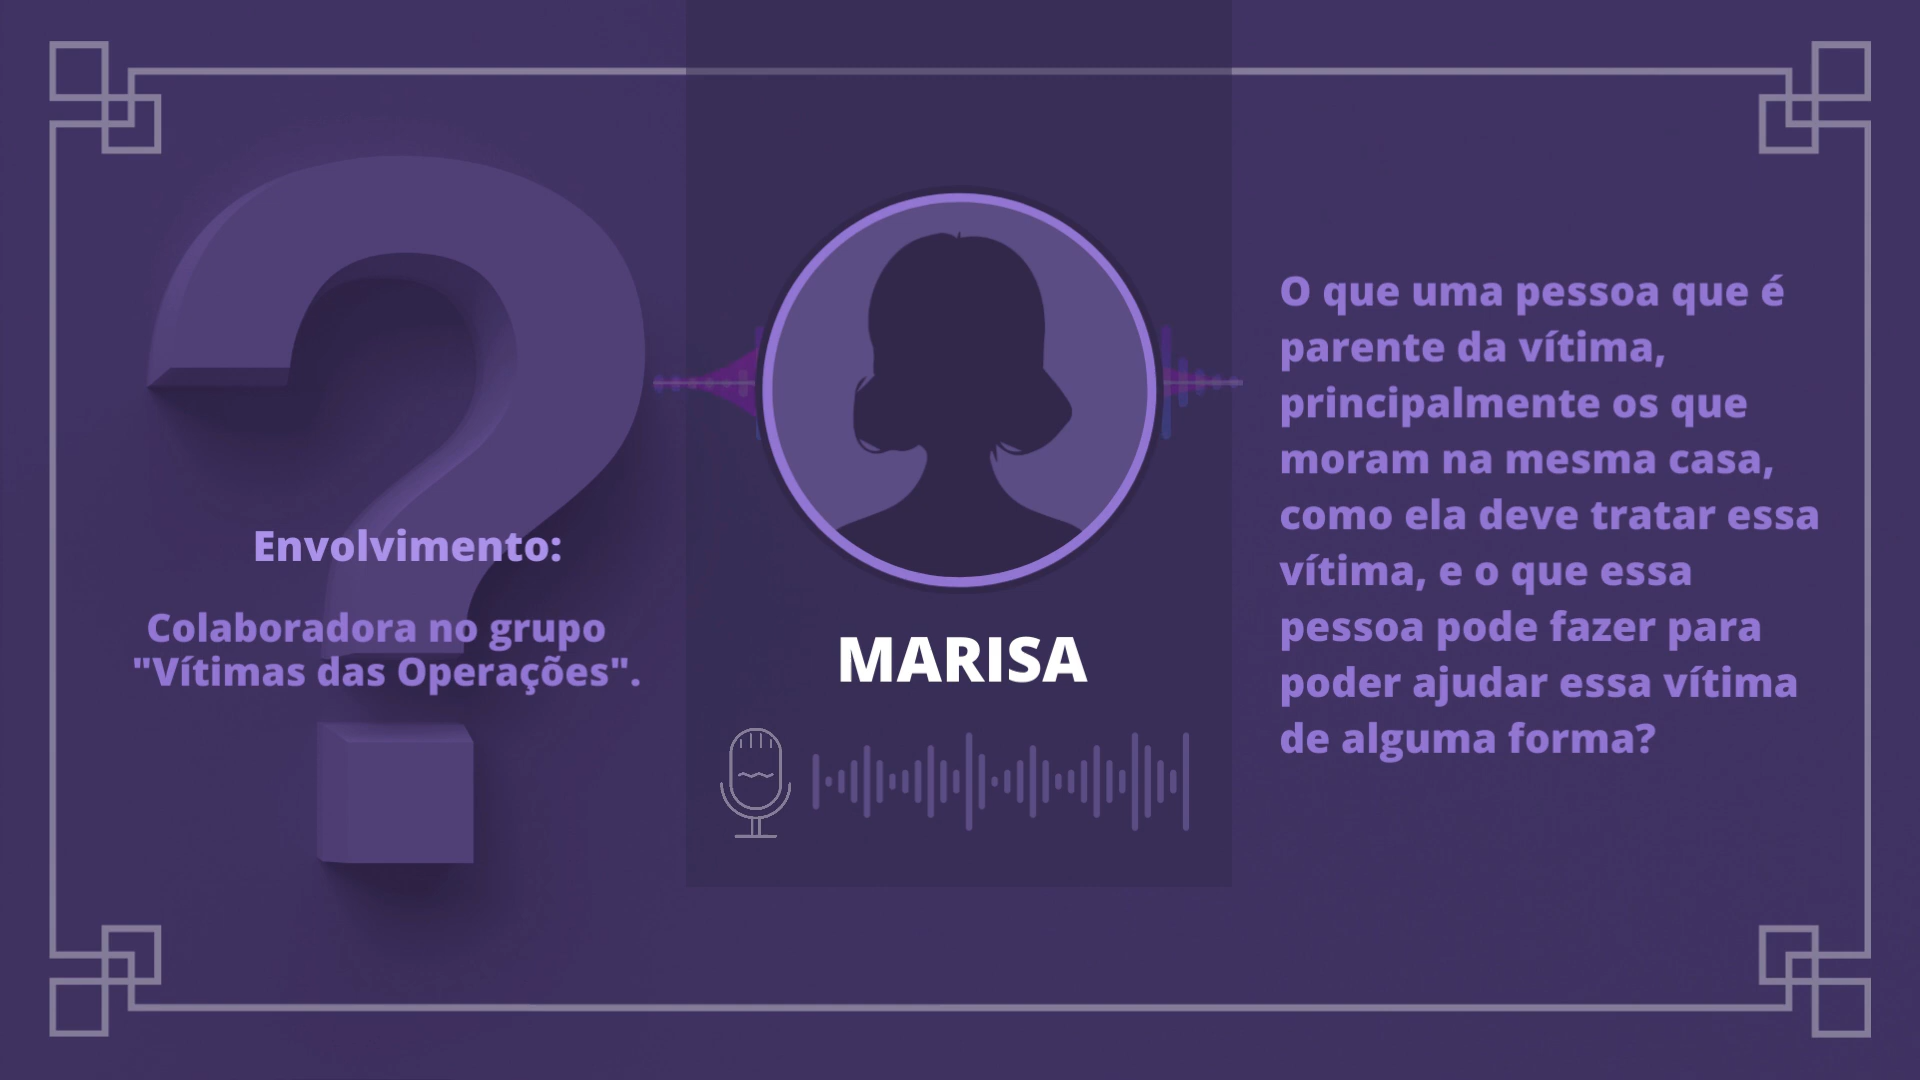 Envolvimento:
Colaboradora no grupo
"Vítimas das Operações".
MARISA
O que uma pessoa que é
parente da vítima,
principalmente os que
moram na mesma casa,
como ela deve tratar essa
vítima, e o que essa
pessoa pode fazer para
poder ajudar essa vítima
de alguma forma?